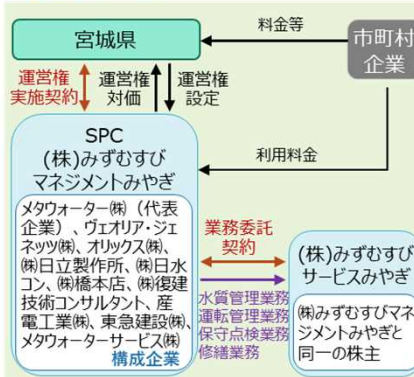 宮城県
料金等
市町村
企業
運営権
実施契約
運営権
対価
運営権
設定
SPC
(株)みずむすび
マネジメントみやぎ
利用料金
メタウォーター㈱（代表
企業）、ヴェオリア・ジェ
ネッツ㈱、オリックス㈱、
㈱日立製作所、㈱日水
コン、㈱橋本店、㈱復建
技術コンサルタント、産
電工業㈱、東急建設㈱、
メタウォーターサービス㈱
構成企業
業務委託
契約
水質管理業務
運転管理業務
保守点検業務
修繕業務
(株)みずむすび
サービスみやぎ
㈱みずむすびマネ
ジメントみやぎと
同一の株主